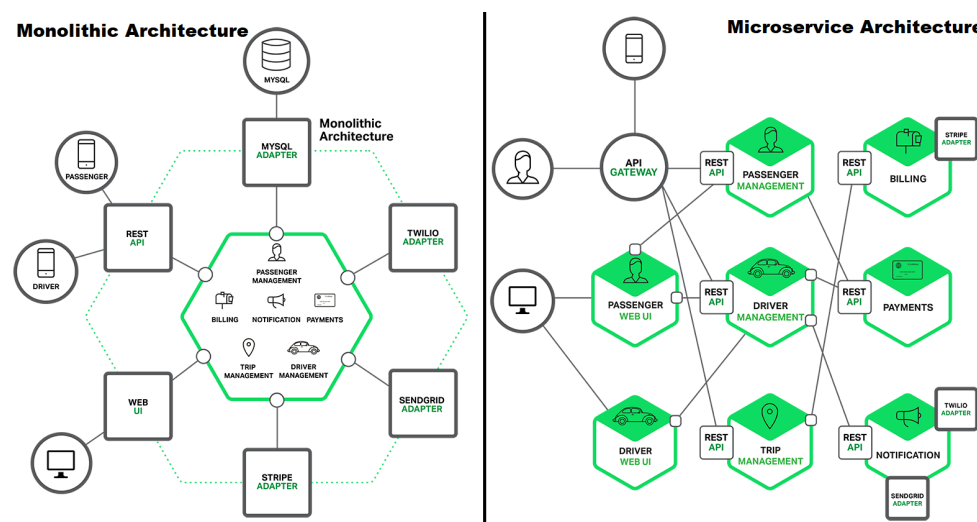 Monolithic Architecture
MYSQL
Monolithic
Architecture
MYSQL
ADAPTER
PASSENGER
REST
API
TWILIO
ADAPTER
DRIVER
PASSENGER
MANAGEMENT
BILLING
NOTIFICATION
PAYMENTS
TRIP
MANAGEMENT
DRIVER
MANAGEMENT
WEB
UI
SENDGRID
ADAPTER
STRIPE
ADAPTER
Microservice Architecture
API
GATEWAY
REST
API
PASSENGER
MANAGEMENT
REST
API
BILLING
STRIPE
ADAPTER
PASSENGER
WEB UI
REST
API
DRIVER
MANAGEMENT
REST
API
PAYMENTS
DRIVER
WEB UI
REST
API
TRIP
MANAGEMENT
REST
API
NOTIFICATION
TWILIO
ADAPTER
SENDGRID
ADAPTER